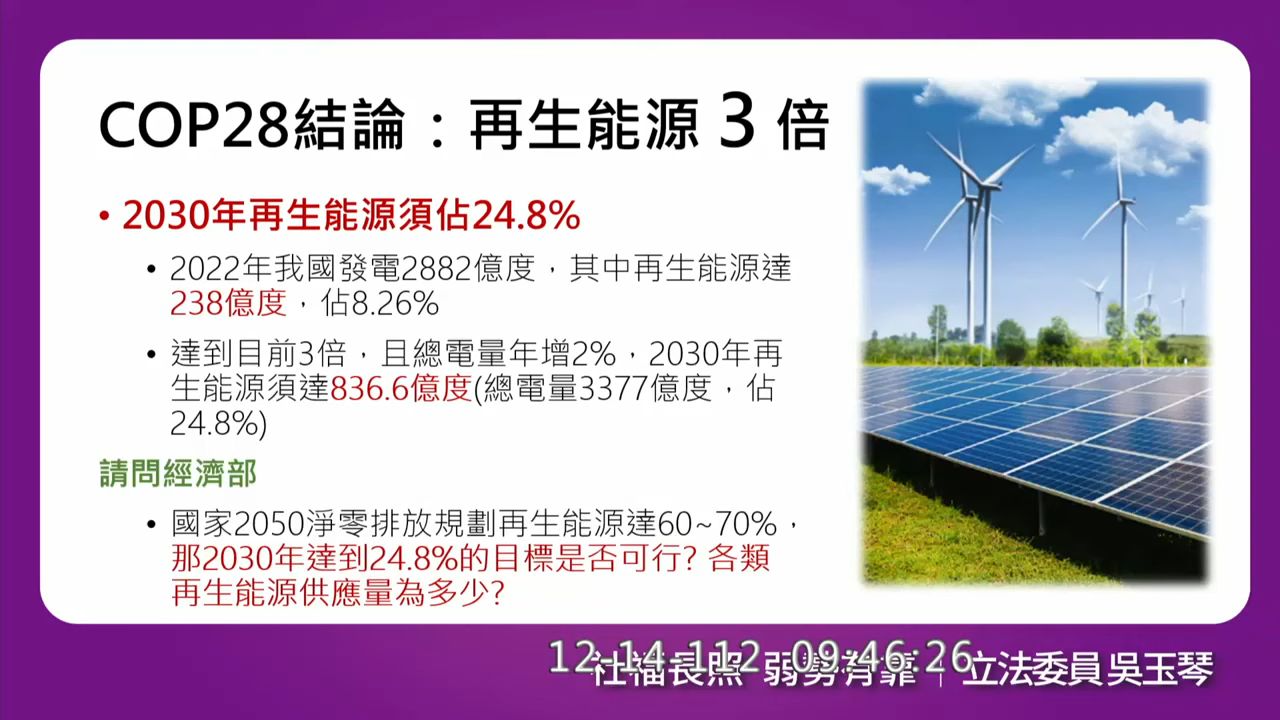 COP28結論：再生能源 3 倍
• 2030年再生能源須佔24.8%
• 2022年我國發電2882億度，其中再生能源達
238億度，佔8.26%
• 達到目前3倍，且總電量年增2%，2030年再
生能源須達836.6億度(總電量3377億度，佔
24.8%)
請問經濟部
• 國家2050淨零排放規劃再生能源達60~70%，
那2030年達到24.8%的目標是否可行? 各類
再生能源供應量為多少?
12-14-112 09:46:26
社福長照 弱勢有靠｜立法委員 吳玉琴